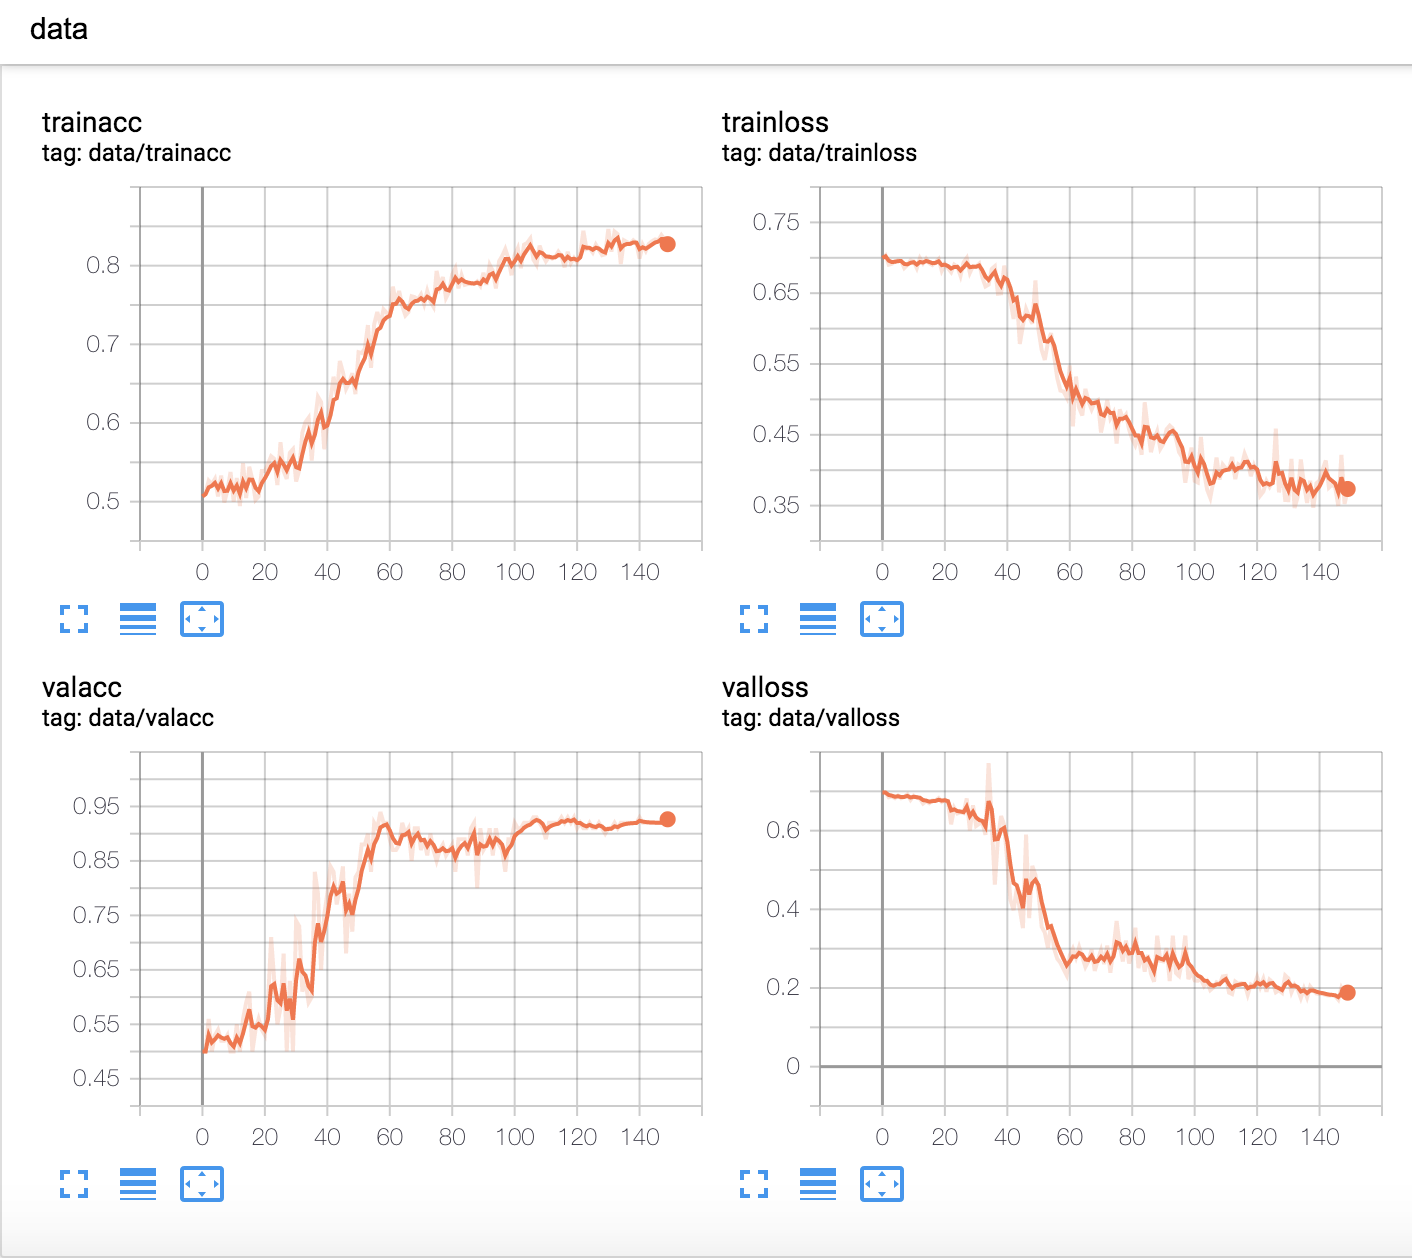 data
trainacc
tag: data/trainacc
0.8
0.7
0.6
0.5
0 20 40 60 80 100 120 140
trainloss
tag: data/trainloss
0.75
0.65
0.55
0.45
0.35
0 20 40 60 80 100 120 140
valacc
tag: data/valacc
0.95
0.85
0.75
0.65
0.55
0.45
0 20 40 60 80 100 120 140
valloss
tag: data/valloss
0.6
0.4
0.2
0
0 20 40 60 80 100 120 140